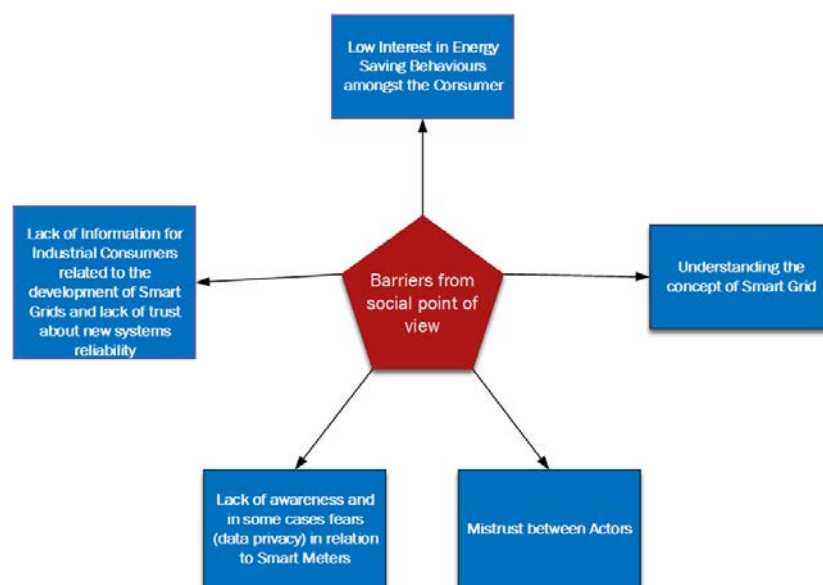 Low Interest in Energy
Saving Behaviours
amongst the Consumer
Lack of Information for
Industrial Consumers
related to the
development of Smart
Grids and lack of trust
about new systems
reliability
Barriers from
social point of
view
Understanding the
concept of Smart Grid
Lack of awareness and
in some cases fears
(data privacy) in relation
to Smart Meters
Mistrust between Actors